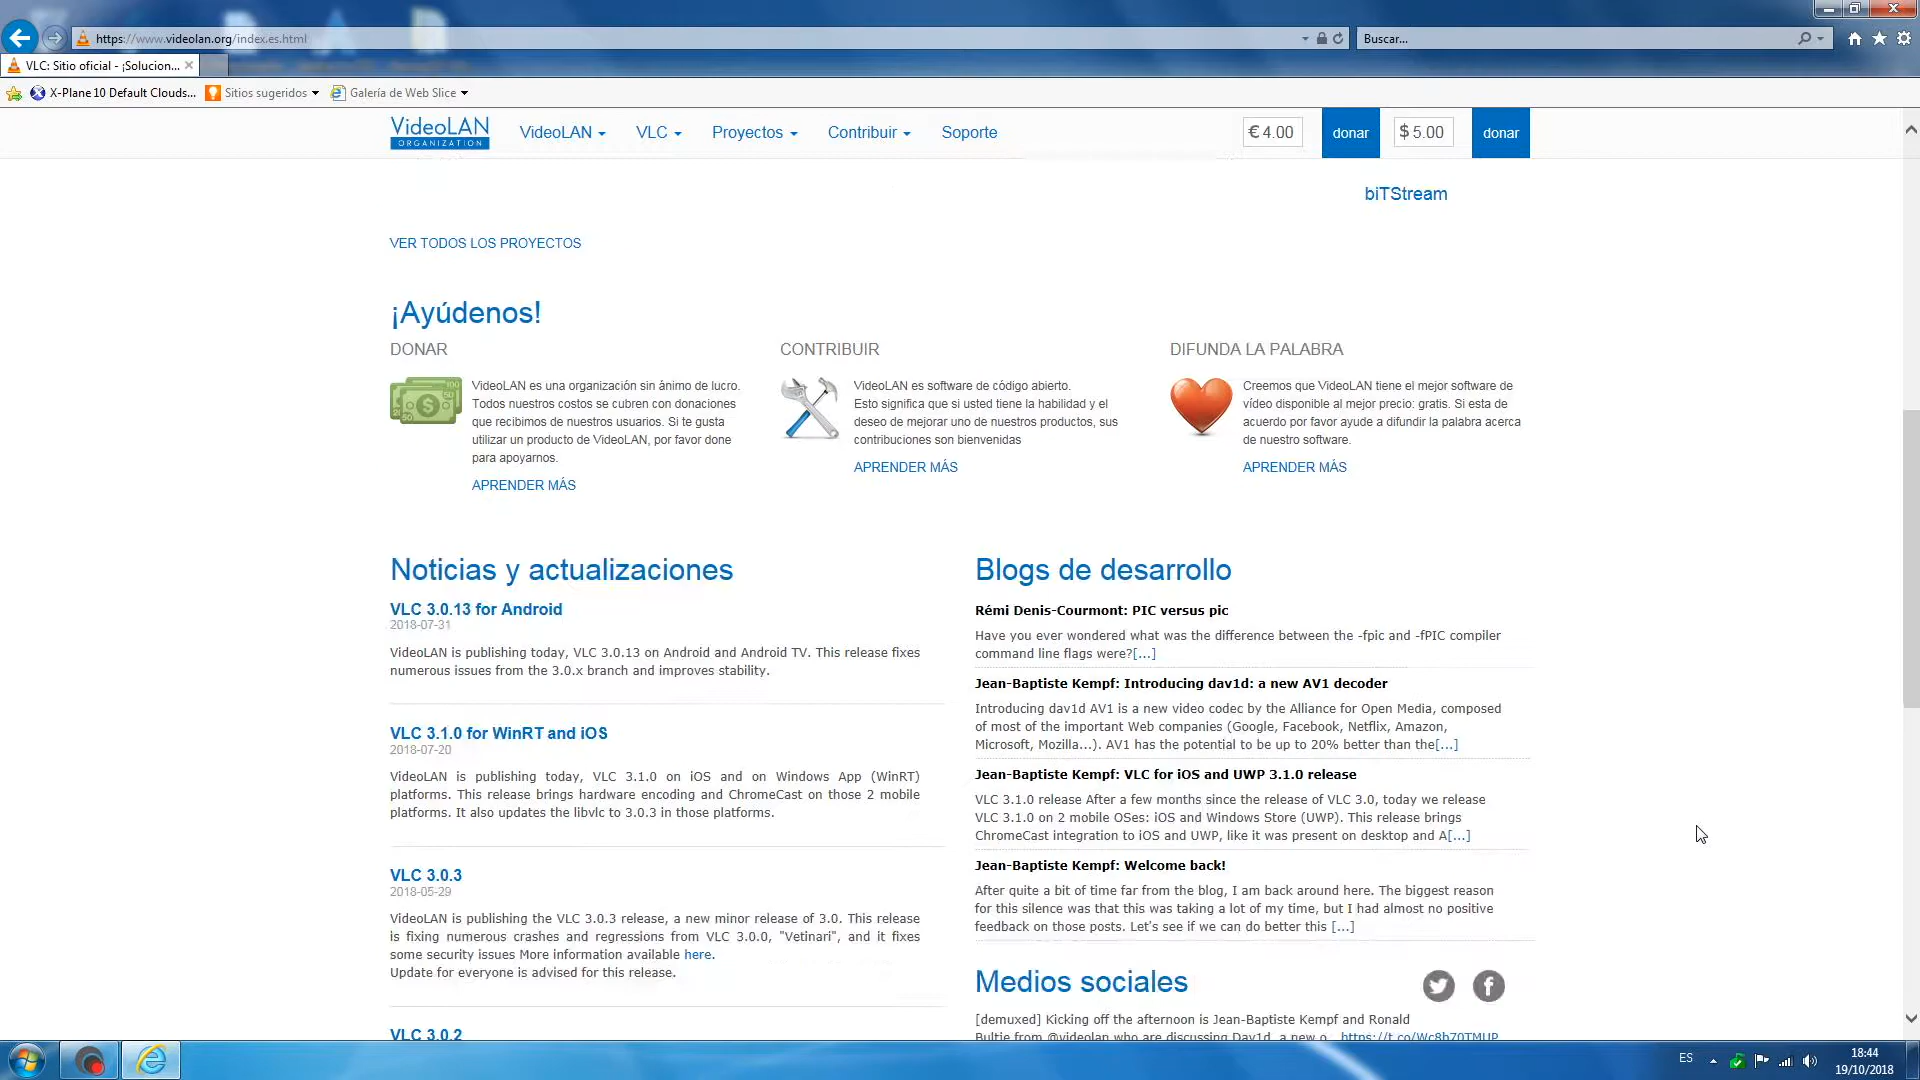 https://www.videolan.org/index.es.html
Buscar...
VLC: Sitio oficial - ¡Solucion...
X-Plane 10 Default Clouds...
Sitios sugeridos
Galería de Web Slice
VideoLAN
ORGANIZATION
VideoLAN
VLC
Proyectos
Contribuir
Soporte
€ 4.00
donar
$ 5.00
donar
biTStream
VER TODOS LOS PROYECTOS
¡Ayúdenos!
DONAR
VideoLAN es una organización sin ánimo de lucro.
Todos nuestros costos se cubren con donaciones
que recibimos de nuestros usuarios. Si te gusta
utilizar un producto de VideoLAN, por favor done
para apoyarnos.
APRENDER MÁS
CONTRIBUIR
VideoLAN es software de código abierto.
Esto significa que si usted tiene la habilidad y el
deseo de mejorar uno de nuestros productos, sus
contribuciones son bienvenidas
APRENDER MÁS
DIFUNDA LA PALABRA
Creemos que VideoLAN tiene el mejor software de
vídeo disponible al mejor precio: gratis. Si esta de
acuerdo por favor ayude a difundir la palabra acerca
de nuestro software.
APRENDER MÁS
Noticias y actualizaciones
VLC 3.0.13 for Android
2018-07-31
VideoLAN is publishing today, VLC 3.0.13 on Android and Android TV. This release fixes
numerous issues from the 3.0.x branch and improves stability.
VLC 3.1.0 for WinRT and iOS
2018-07-20
VideoLAN is publishing today, VLC 3.1.0 on iOS and on Windows App (WinRT)
platforms. This release brings hardware encoding and ChromeCast on those 2 mobile
platforms. It also updates the libvlc to 3.0.3 in those platforms.
VLC 3.0.3
2018-05-29
VideoLAN is publishing the VLC 3.0.3 release, a new minor release of 3.0. This release
is fixing numerous crashes and regressions from VLC 3.0.0, "Vetinari", and it fixes
some security issues More information available here.
Update for everyone is advised for this release.
VLC 3.0.2
Blogs de desarrollo
Rémi Denis-Courmont: PIC versus pic
Have you ever wondered what was the difference between the -fpic and -fPIC compiler
command line flags were?[...]
Jean-Baptiste Kempf: Introducing dav1d: a new AV1 decoder
Introducing dav1d AV1 is a new video codec by the Alliance for Open Media, composed
of most of the important Web companies (Google, Facebook, Netflix, Amazon,
Microsoft, Mozilla...). AV1 has the potential to be up to 20% better than the[...]
Jean-Baptiste Kempf: VLC for iOS and UWP 3.1.0 release
VLC 3.1.0 release After a few months since the release of VLC 3.0, today we release
VLC 3.1.0 on 2 mobile OSes: iOS and Windows Store (UWP). This release brings
ChromeCast integration to iOS and UWP, like it was present on desktop and A[...]
Jean-Baptiste Kempf: Welcome back!
After quite a bit of time far from the blog, I am back around here. The biggest reason
for this silence was that this was taking a lot of my time, but I had almost no positive
feedback on those posts. Let's see if we can do better this [...]
Medios sociales
[demuxed] Kicking off the afternoon is Jean-Baptiste Kempf and Ronald
Bultje from @videolan who are discussing Dav1d, a new o... https://t.co/Wc8b70TMUP
ES
18:44
19/10/2018